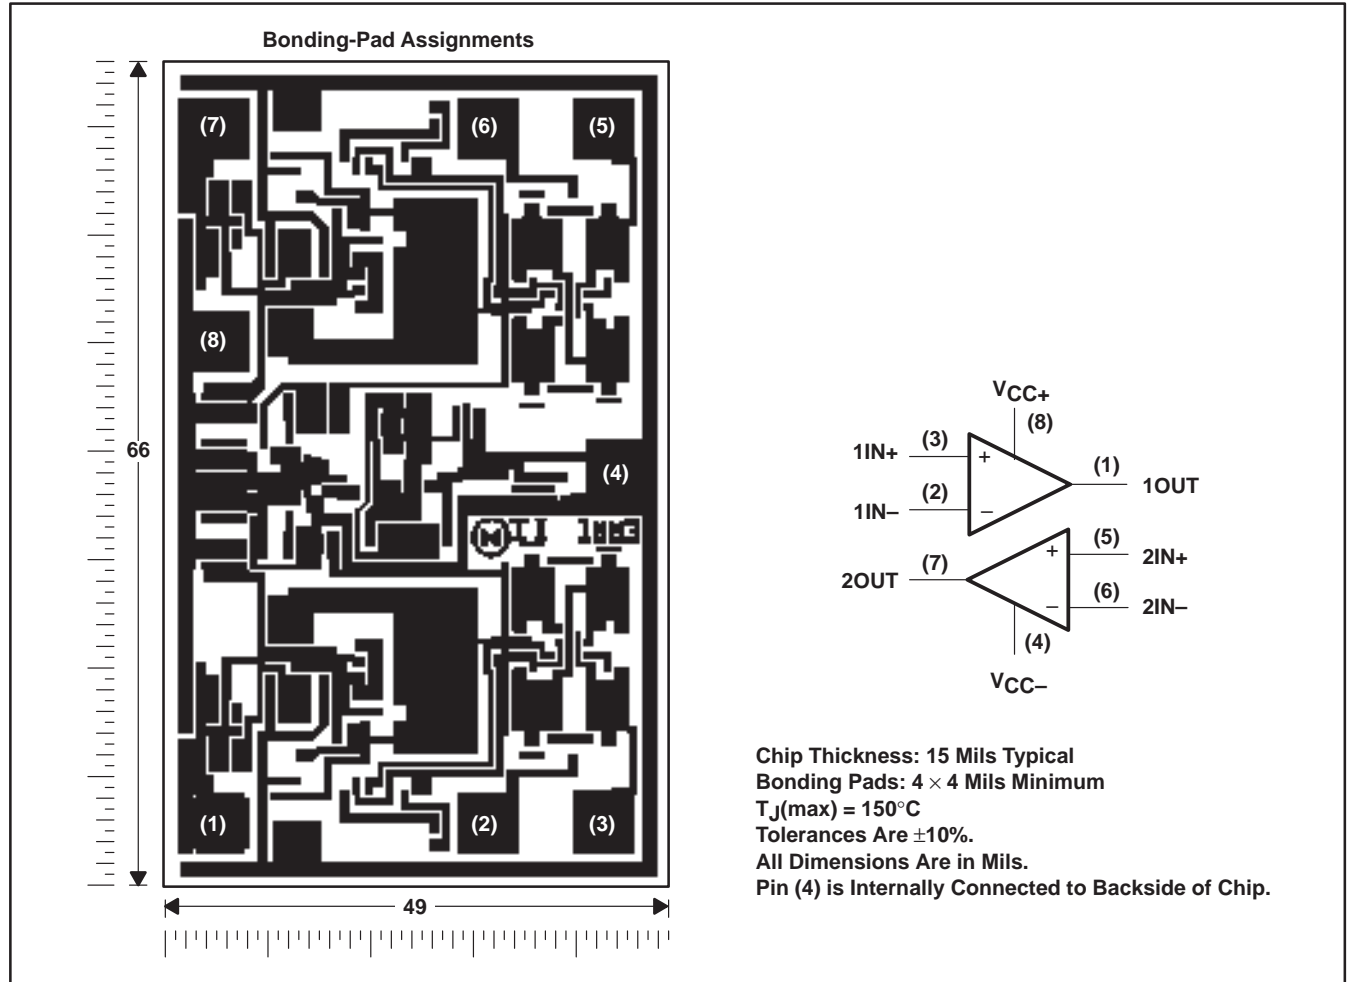 Bonding-Pad Assignments
(7)
(6)
(5)
(8)
66
(4)
TI
(1)
(2)
(3)
49
VCC+
(8)
1IN+
(3)
+
(1)
1OUT
1IN–
(2)
–
(5)
2IN+
+
2OUT
(7)
(6)
2IN–
–
(4)
VCC–
Chip Thickness: 15 Mils Typical
Bonding Pads: 4 × 4 Mils Minimum
TJ(max) = 150°C
Tolerances Are ±10%.
All Dimensions Are in Mils.
Pin (4) is Internally Connected to Backside of Chip.